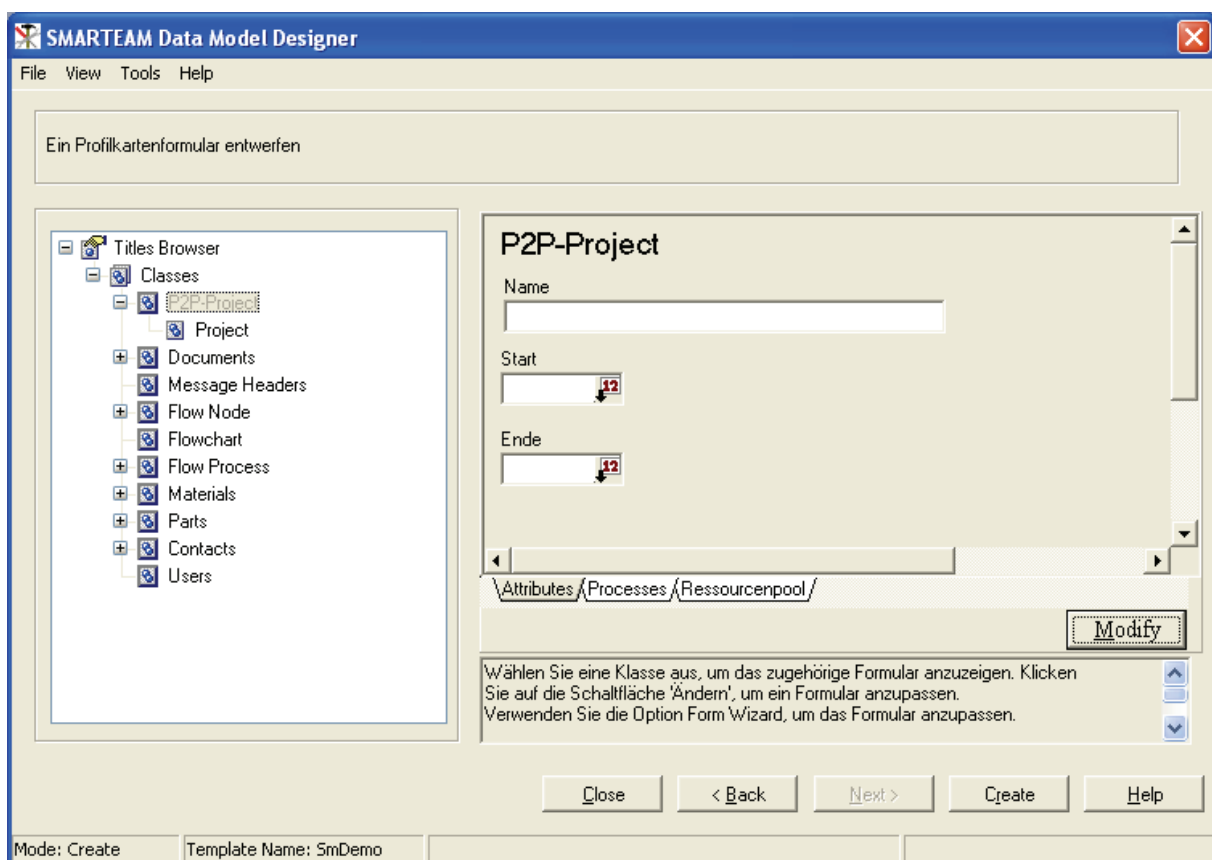 SMARTEAM Data Model Designer
File View Tools Help
Ein Profilkartenformular entwerfen
Titles Browser
Classes
P2P-Project
Project
Documents
Message Headers
Flow Node
Flowchart
Flow Process
Materials
Parts
Contacts
Users
P2P-Project
Name
Start
12
Ende
12
Attributes Processes Ressourcenpool
Modify
Wählen Sie eine Klasse aus, um das zugehörige Formular anzuzeigen. Klicken
Sie auf die Schaltfläche 'Ändern', um ein Formular anzupassen.
Verwenden Sie die Option Form Wizard, um das Formular anzupassen.
Close < Back Next > Create Help
Mode: Create Template Name: SmDemo